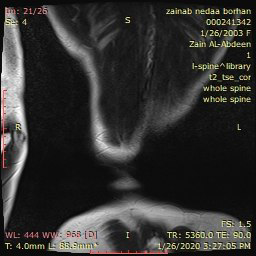 Im: 21/26
Se: 4
S
zainab nedaa borhan
000241342
1/26/2003 F
Zain AL-Abdeen
1
l-spine^library
t2_tse_cor
whole spine
whole spine
R
L
WL: 444 WW: 968 [D]
T: 4.0mm L: 88.9mm
I
FS: 1.5
TR: 5360.0 TE: 90.0
1/26/2020 3:27:05 PM